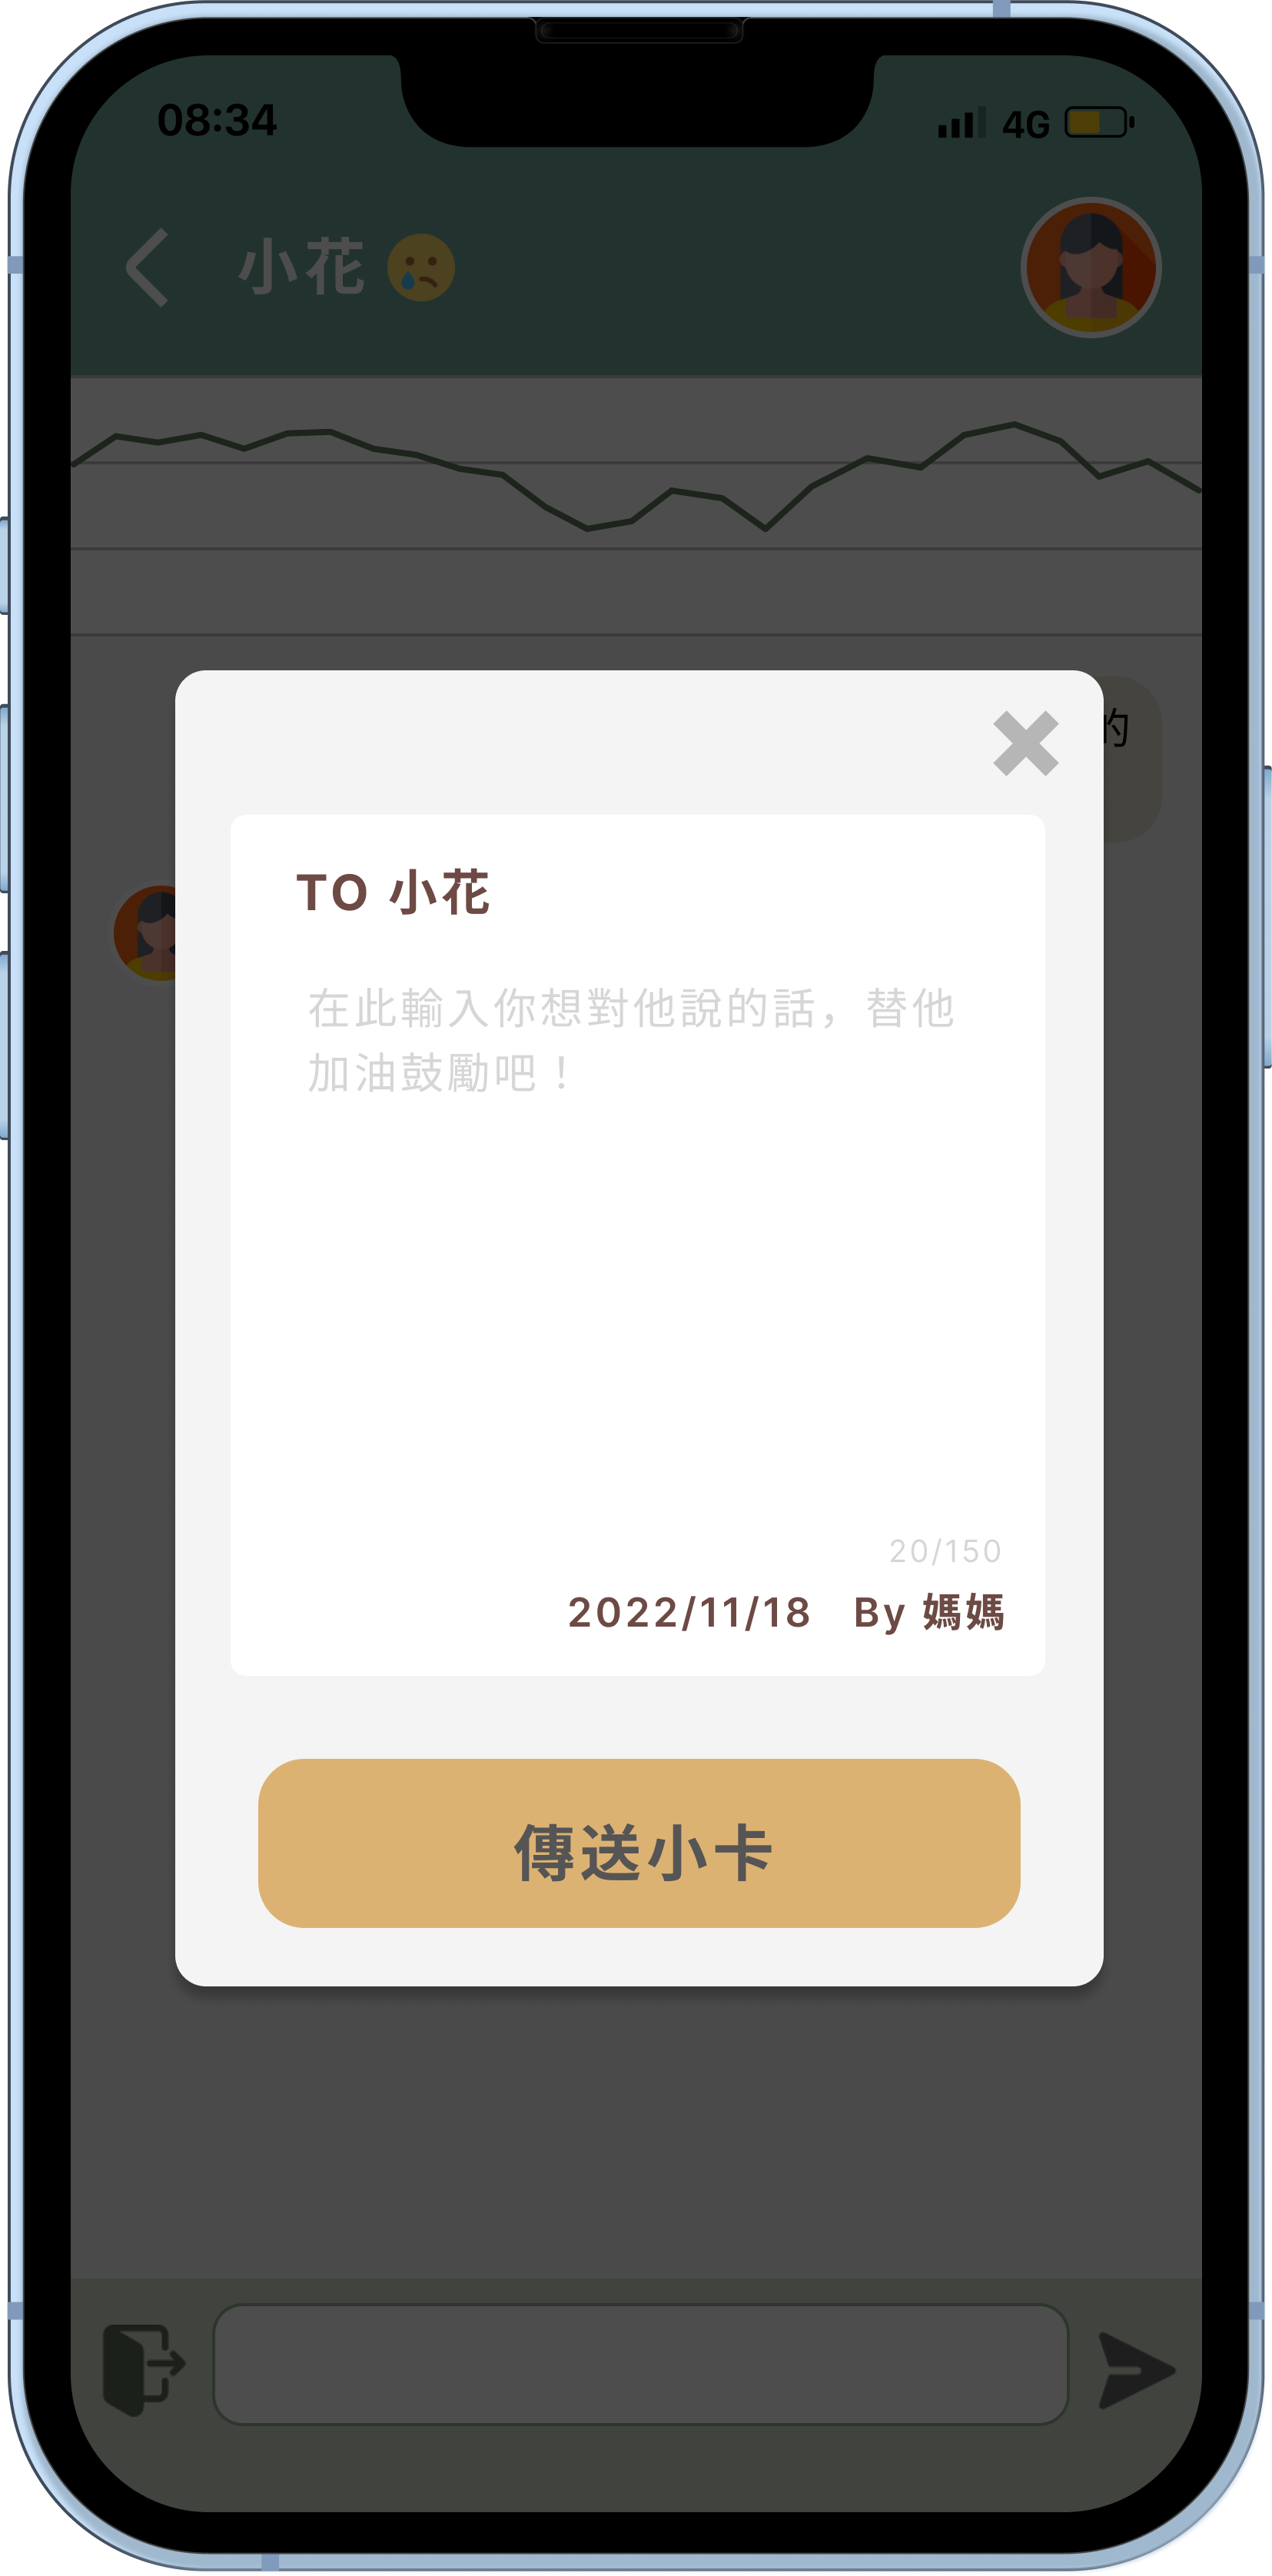 08:34
4G
小花
的
TO 小花
在此輸入你想對他說的話，替他
加油鼓勵吧！
20/150
2022/11/18 By 媽媽
傳送小卡